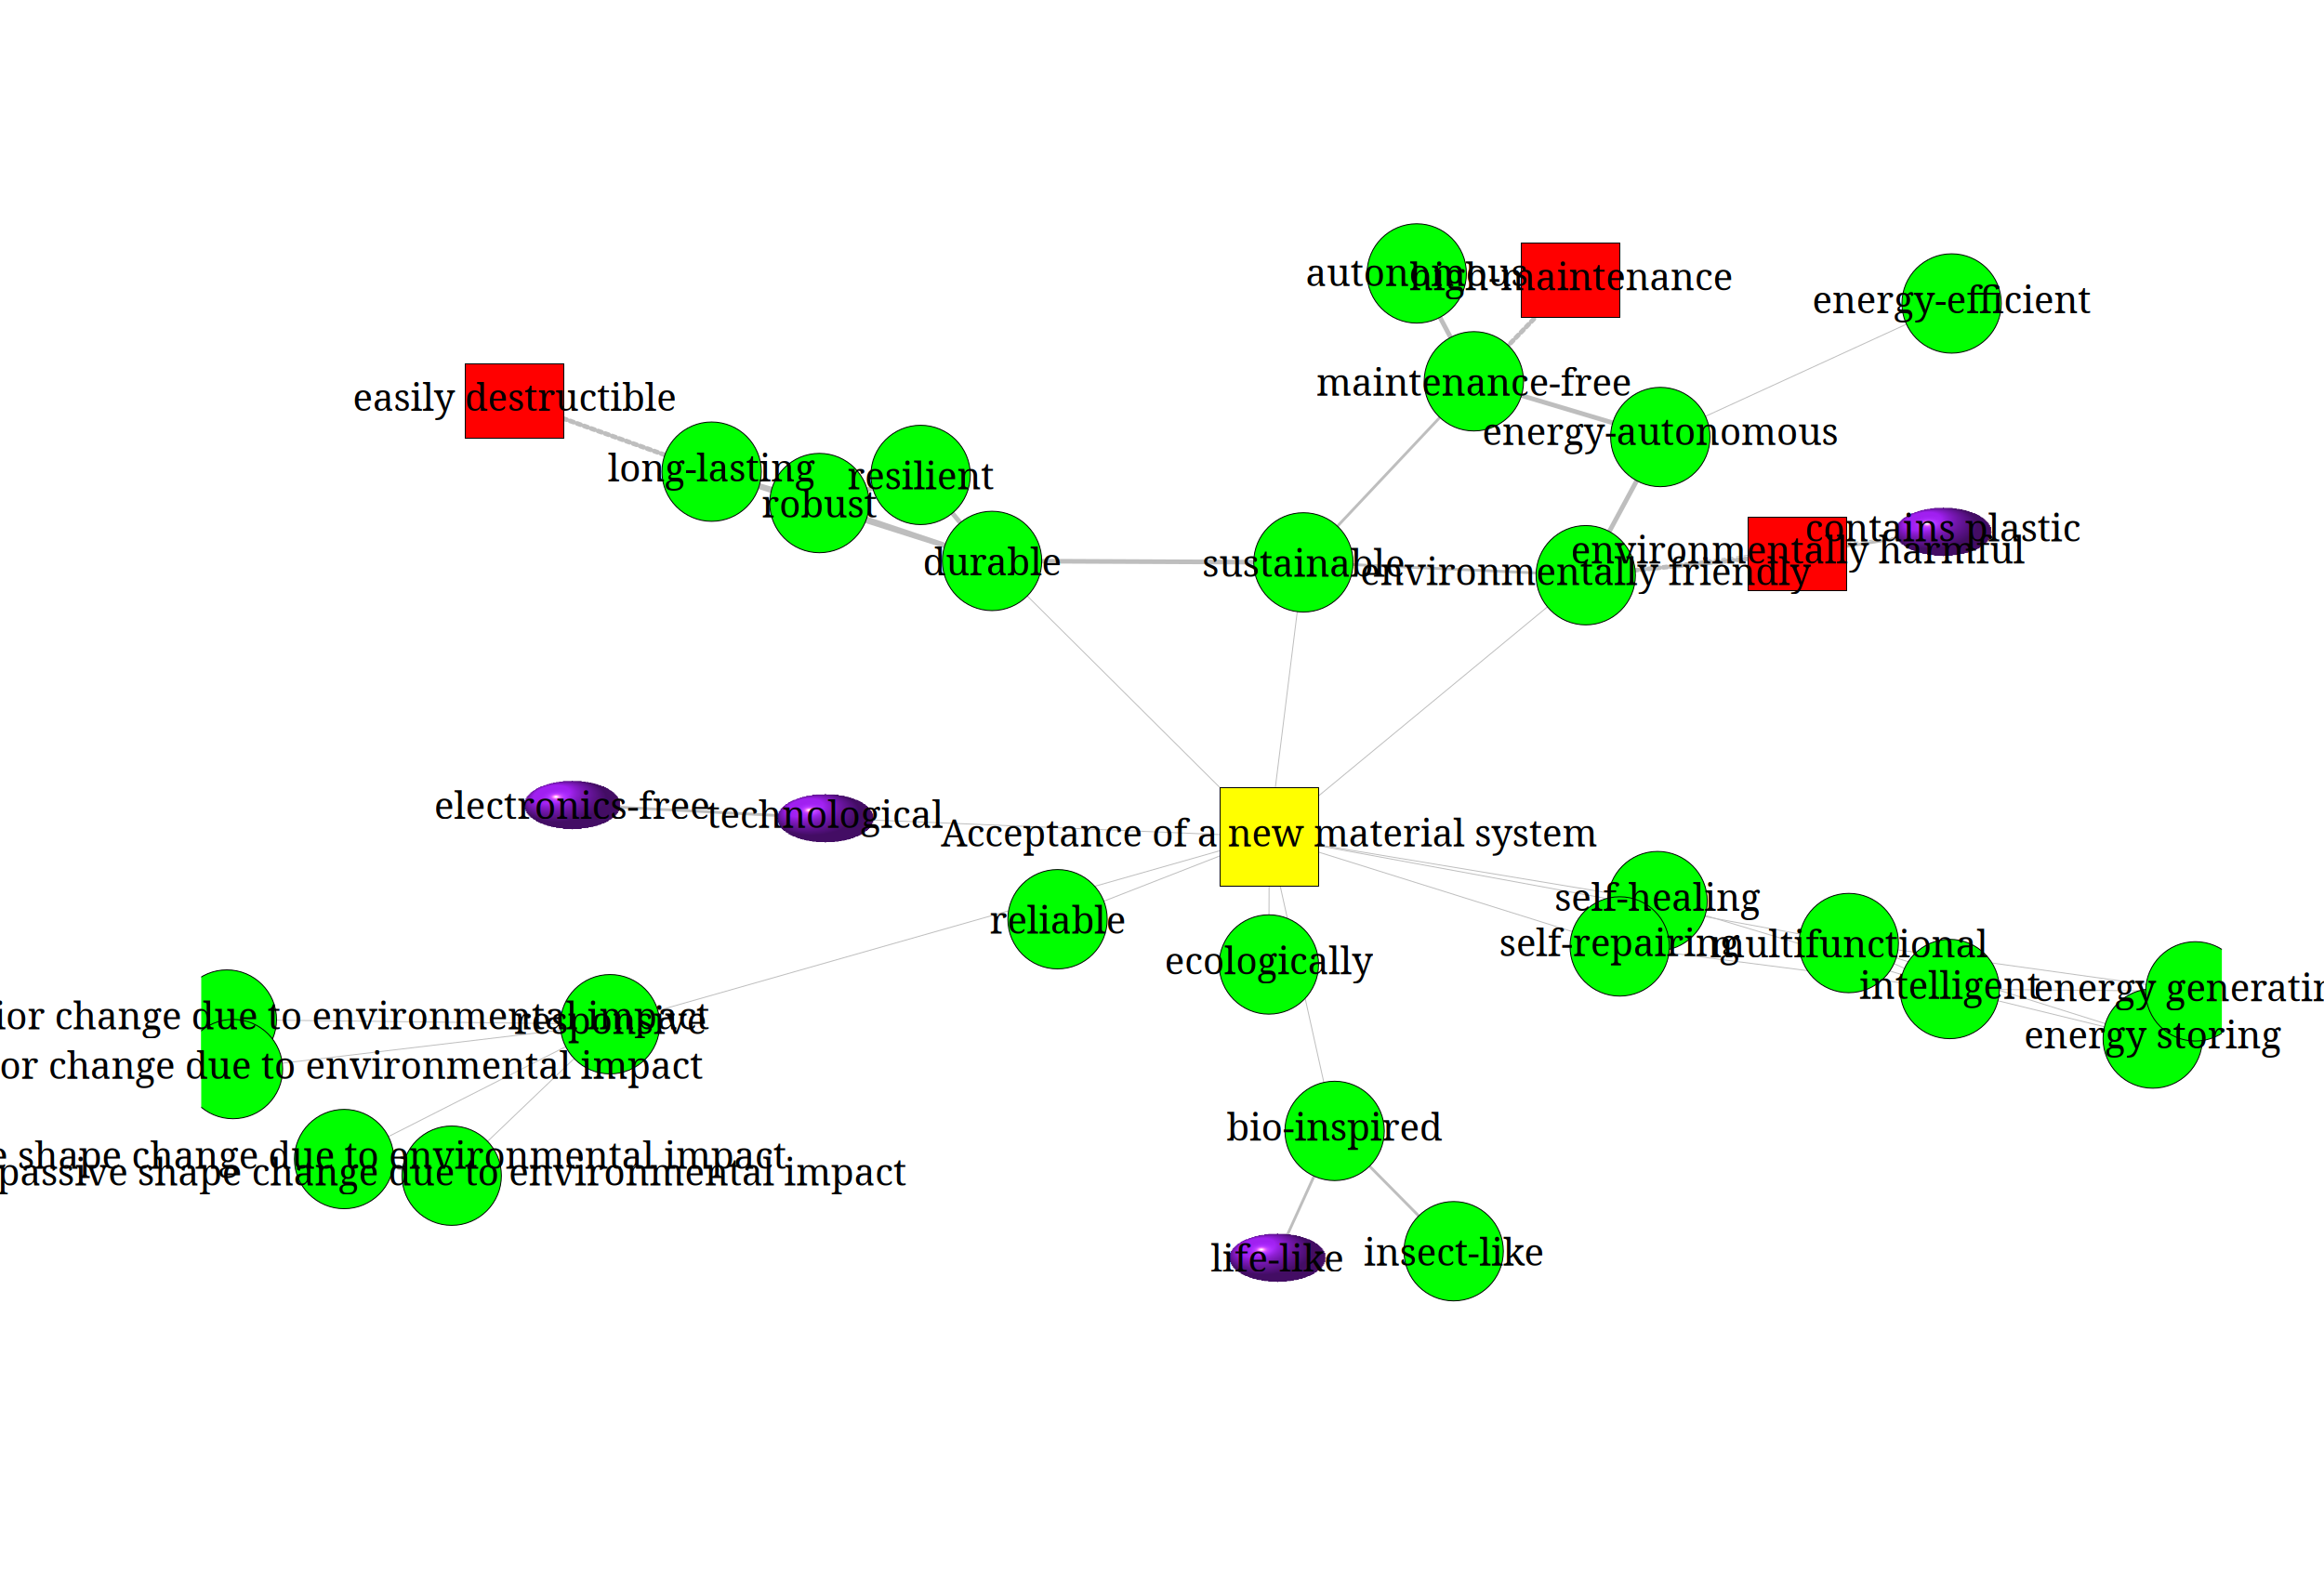 autonomous
high-maintenance
energy-efficient
maintenance-free
easily destructible
energy-autonomous
long-lasting
resilient
robust
contains plastic
environmentally harmful
durable
sustainable
environmentally friendly
electronics-free
technological
Acceptance of a new material system
self-healing
reliable
self-repairing
multifunctional
ecologically
intelligent
energy generatin
ior change due to environmental impact
responsive
energy storing
or change due to environmental impact
bio-inspired
e shape change due to environmental impact
passive shape change due to environmental impact
life-like
insect-like